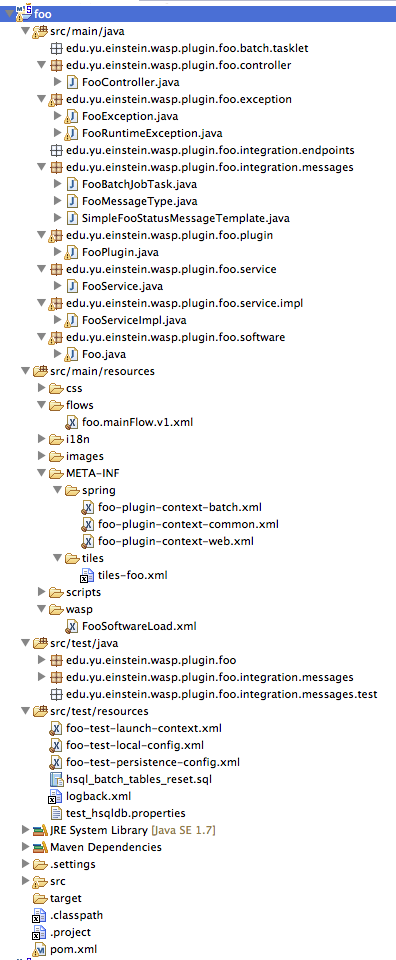 foo
src/main/java
edu.yu.einstein.wasp.plugin.foo.batch.tasklet
edu.yu.einstein.wasp.plugin.foo.controller
FooController.java
edu.yu.einstein.wasp.plugin.foo.exception
FooException.java
FooRuntimeException.java
edu.yu.einstein.wasp.plugin.foo.integration.endpoints
edu.yu.einstein.wasp.plugin.foo.integration.messages
FooBatchJobTask.java
FooMessageType.java
SimpleFooStatusMessageTemplate.java
edu.yu.einstein.wasp.plugin.foo.plugin
FooPlugin.java
edu.yu.einstein.wasp.plugin.foo.service
FooService.java
edu.yu.einstein.wasp.plugin.foo.service.impl
FooServiceImpl.java
edu.yu.einstein.wasp.plugin.foo.software
Foo.java
src/main/resources
css
flows
foo.mainFlow.v1.xml
i18n
images
META-INF
spring
foo-plugin-context-batch.xml
foo-plugin-context-common.xml
foo-plugin-context-web.xml
tiles
tiles-foo.xml
scripts
wasp
FooSoftwareLoad.xml
src/test/java
edu.yu.einstein.wasp.plugin.foo
edu.yu.einstein.wasp.plugin.foo.integration.messages
edu.yu.einstein.wasp.plugin.foo.integration.messages.test
src/test/resources
foo-test-launch-context.xml
foo-test-local-config.xml
foo-test-persistence-config.xml
hsql_batch_tables_reset.sql
logback.xml
test_hsqldb.properties
JRE System Library [Java SE 1.7]
Maven Dependencies
.settings
src
target
.classpath
.project
pom.xml